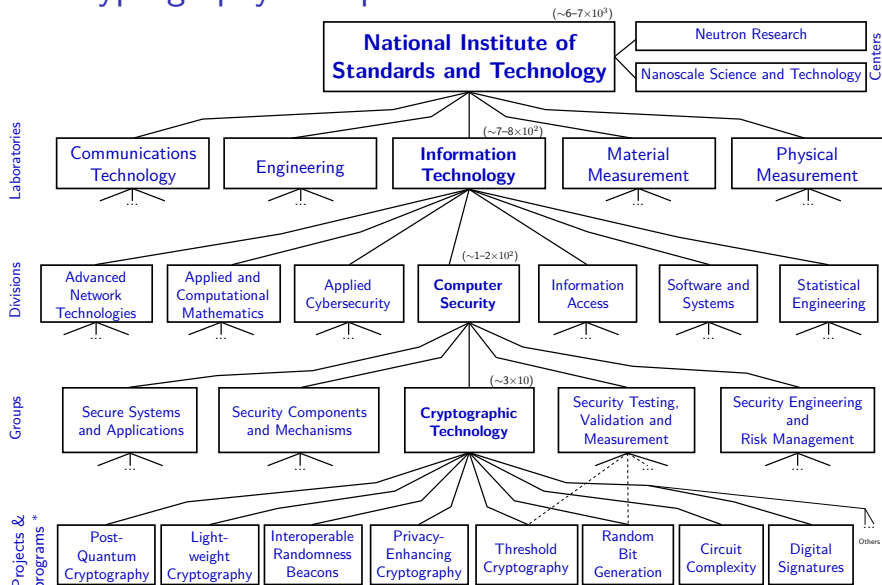 (∼6–7×10³)
National Institute of
Standards and Technology
Neutron Research
Nanoscale Science and Technology
Centers
Laboratories
(∼7–8×10²)
Communications
Technology
Engineering
Information
Technology
Material
Measurement
Physical
Measurement
...
...
...
...
Divisions
(∼1–2×10²)
Advanced
Network
Technologies
Applied and
Computational
Mathematics
Applied
Cybersecurity
Computer
Security
Information
Access
Software and
Systems
Statistical
Engineering
...
...
...
...
...
...
Groups
(∼3×10)
Secure Systems
and Applications
Security Components
and Mechanisms
Cryptographic
Technology
Security Testing,
Validation and
Measurement
Security Engineering
and
Risk Management
...
...
...
...
Projects &
programs *
Post-
Quantum
Cryptography
Light-
weight
Cryptography
Interoperable
Randomness
Beacons
Privacy-
Enhancing
Cryptography
Threshold
Cryptography
Random
Bit
Generation
Circuit
Complexity
Digital
Signatures
...
Others